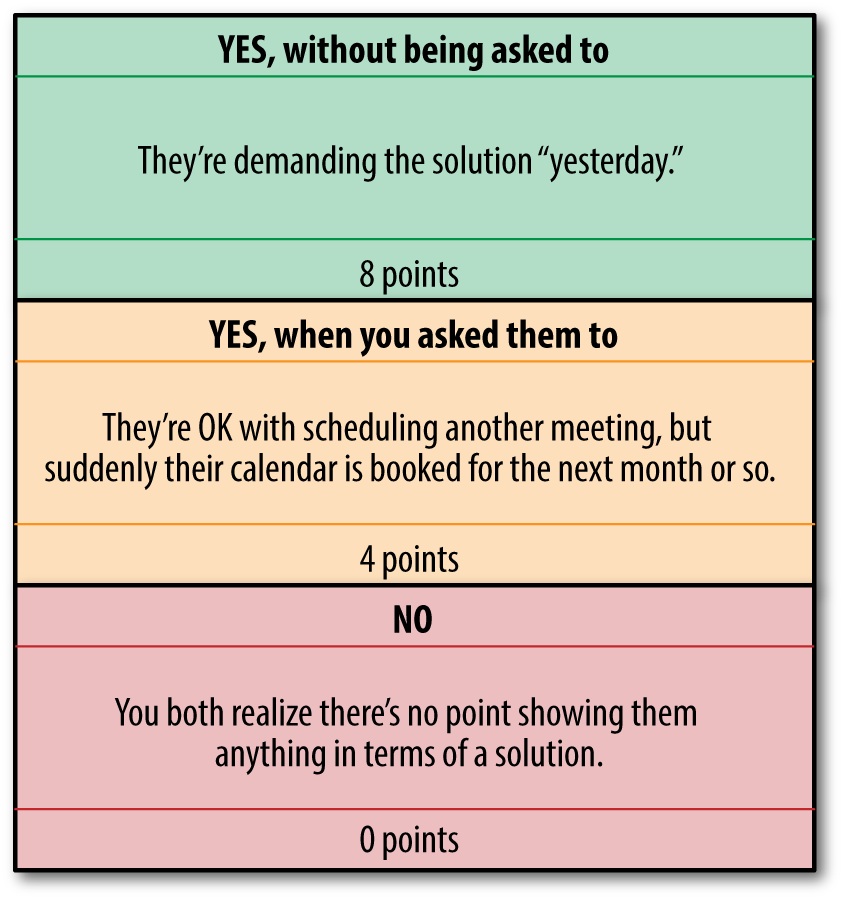 YES, without being asked to
They’re demanding the solution “yesterday.”
8 points
YES, when you asked them to
They’re OK with scheduling another meeting, but
suddenly their calendar is booked for the next month or so.
4 points
NO
You both realize there’s no point showing them
anything in terms of a solution.
0 points